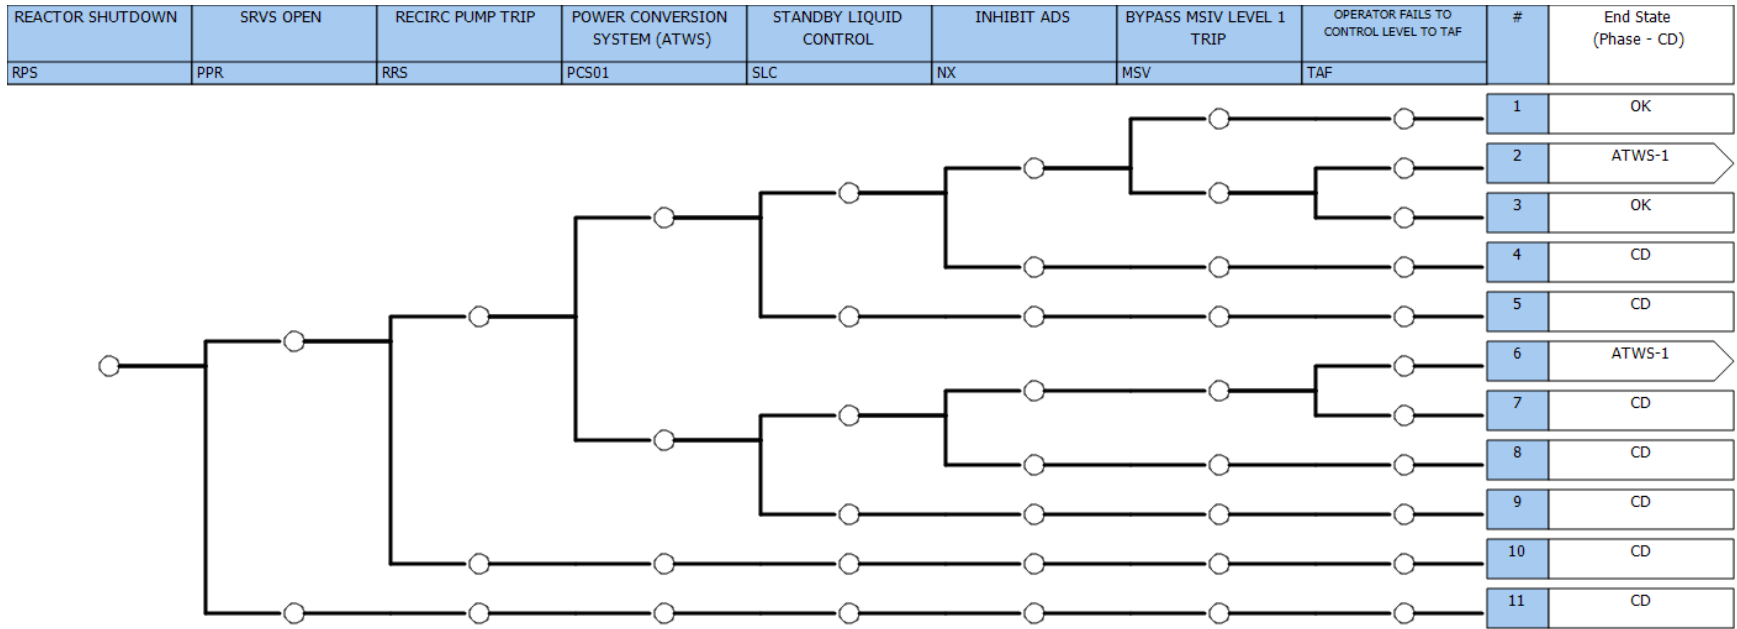 REACTOR SHUTDOWN
SRVS OPEN
RECIRC PUMP TRIP
POWER CONVERSION
SYSTEM (ATWS)
STANDBY LIQUID
CONTROL
INHIBIT ADS
BYPASS MSIV LEVEL 1
TRIP
OPERATOR FAILS TO
CONTROL LEVEL TO TAF
#
End State
(Phase - CD)
RPS
PPR
RRS
PCS01
SLC
NX
MSV
TAF
1 OK
2 ATWS-1
3 OK
4 CD
5 CD
6 ATWS-1
7 CD
8 CD
9 CD
10 CD
11 CD